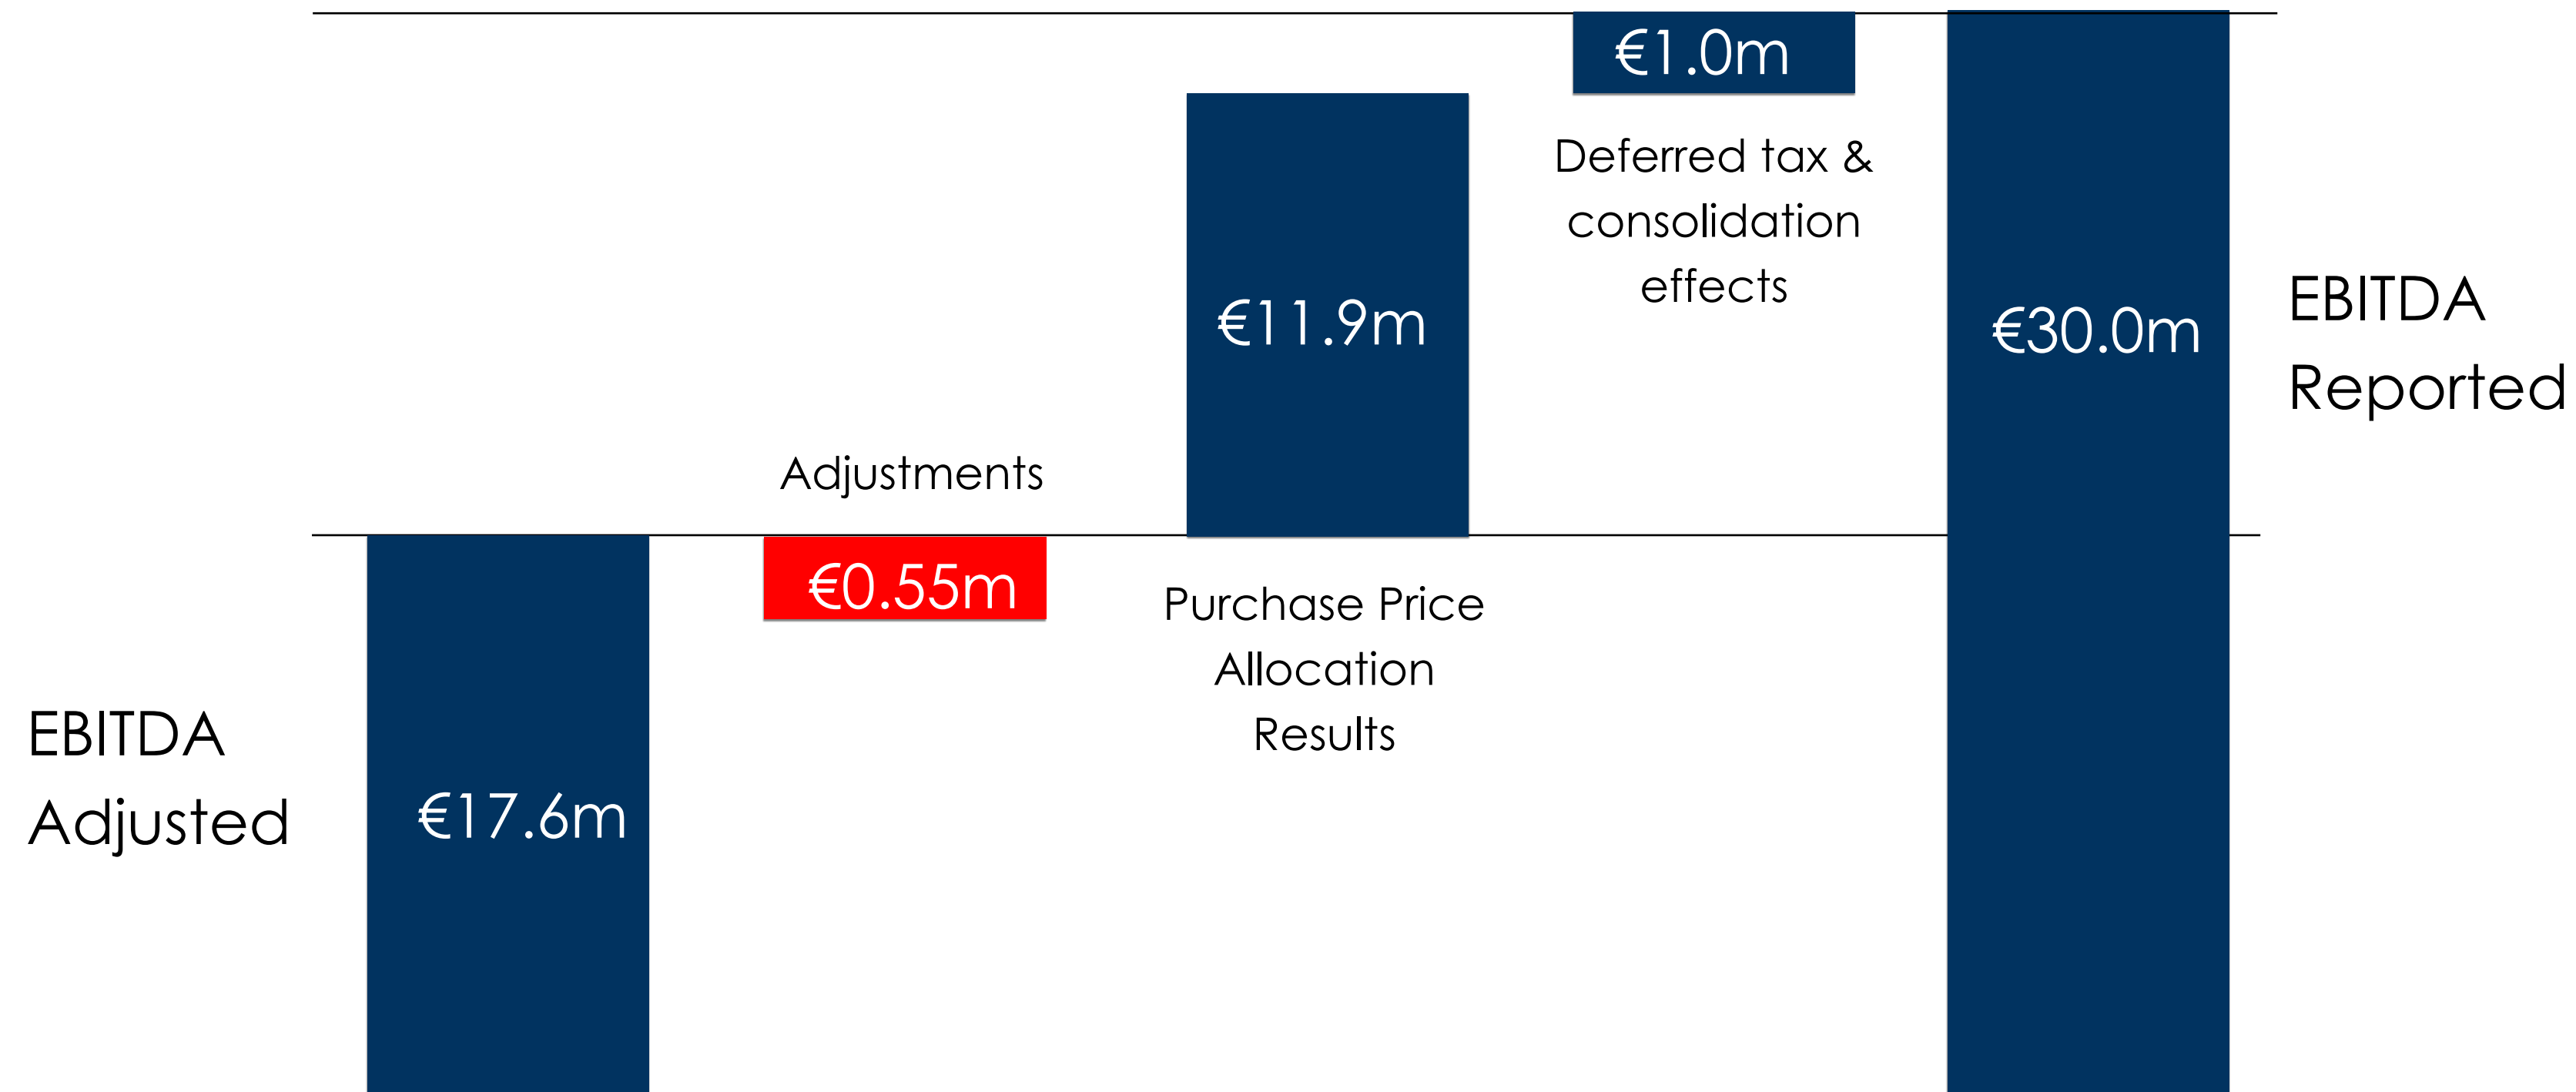 EBITDA
Adjusted
€17.6m
Adjustments
€0.55m
€11.9m
Purchase Price
Allocation
Results
€1.0m
Deferred tax &
consolidation
effects
€30.0m
EBITDA
Reported